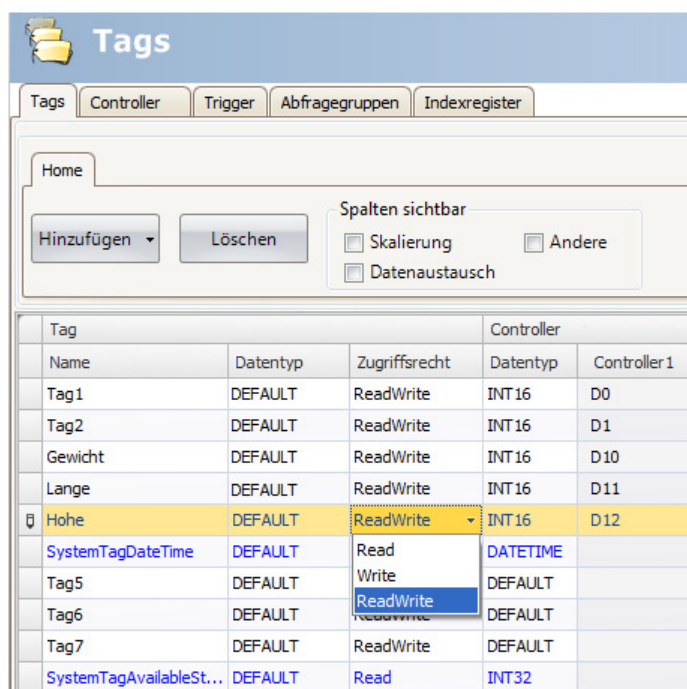 Tags
Tags Controller Trigger Abfragegruppen Indexregister
Home
Hinzufügen Löschen
Spalten sichtbar
Skalierung Andere
Datenaustausch
Tag Controller
Name Datentyp Zugriffsrecht Datentyp Controller1
Tag1 DEFAULT ReadWrite INT16 D0
Tag2 DEFAULT ReadWrite INT16 D1
Gewicht DEFAULT ReadWrite INT16 D10
Lange DEFAULT ReadWrite INT16 D11
Hohe DEFAULT ReadWrite INT16 D12
SystemTagDateTime DEFAULT Read DATETIME
Tag5 DEFAULT Write DEFAULT
ReadWrite
Tag6 DEFAULT ReadWrite DEFAULT
Tag7 DEFAULT ReadWrite DEFAULT
SystemTagAvailableSt... DEFAULT Read INT32